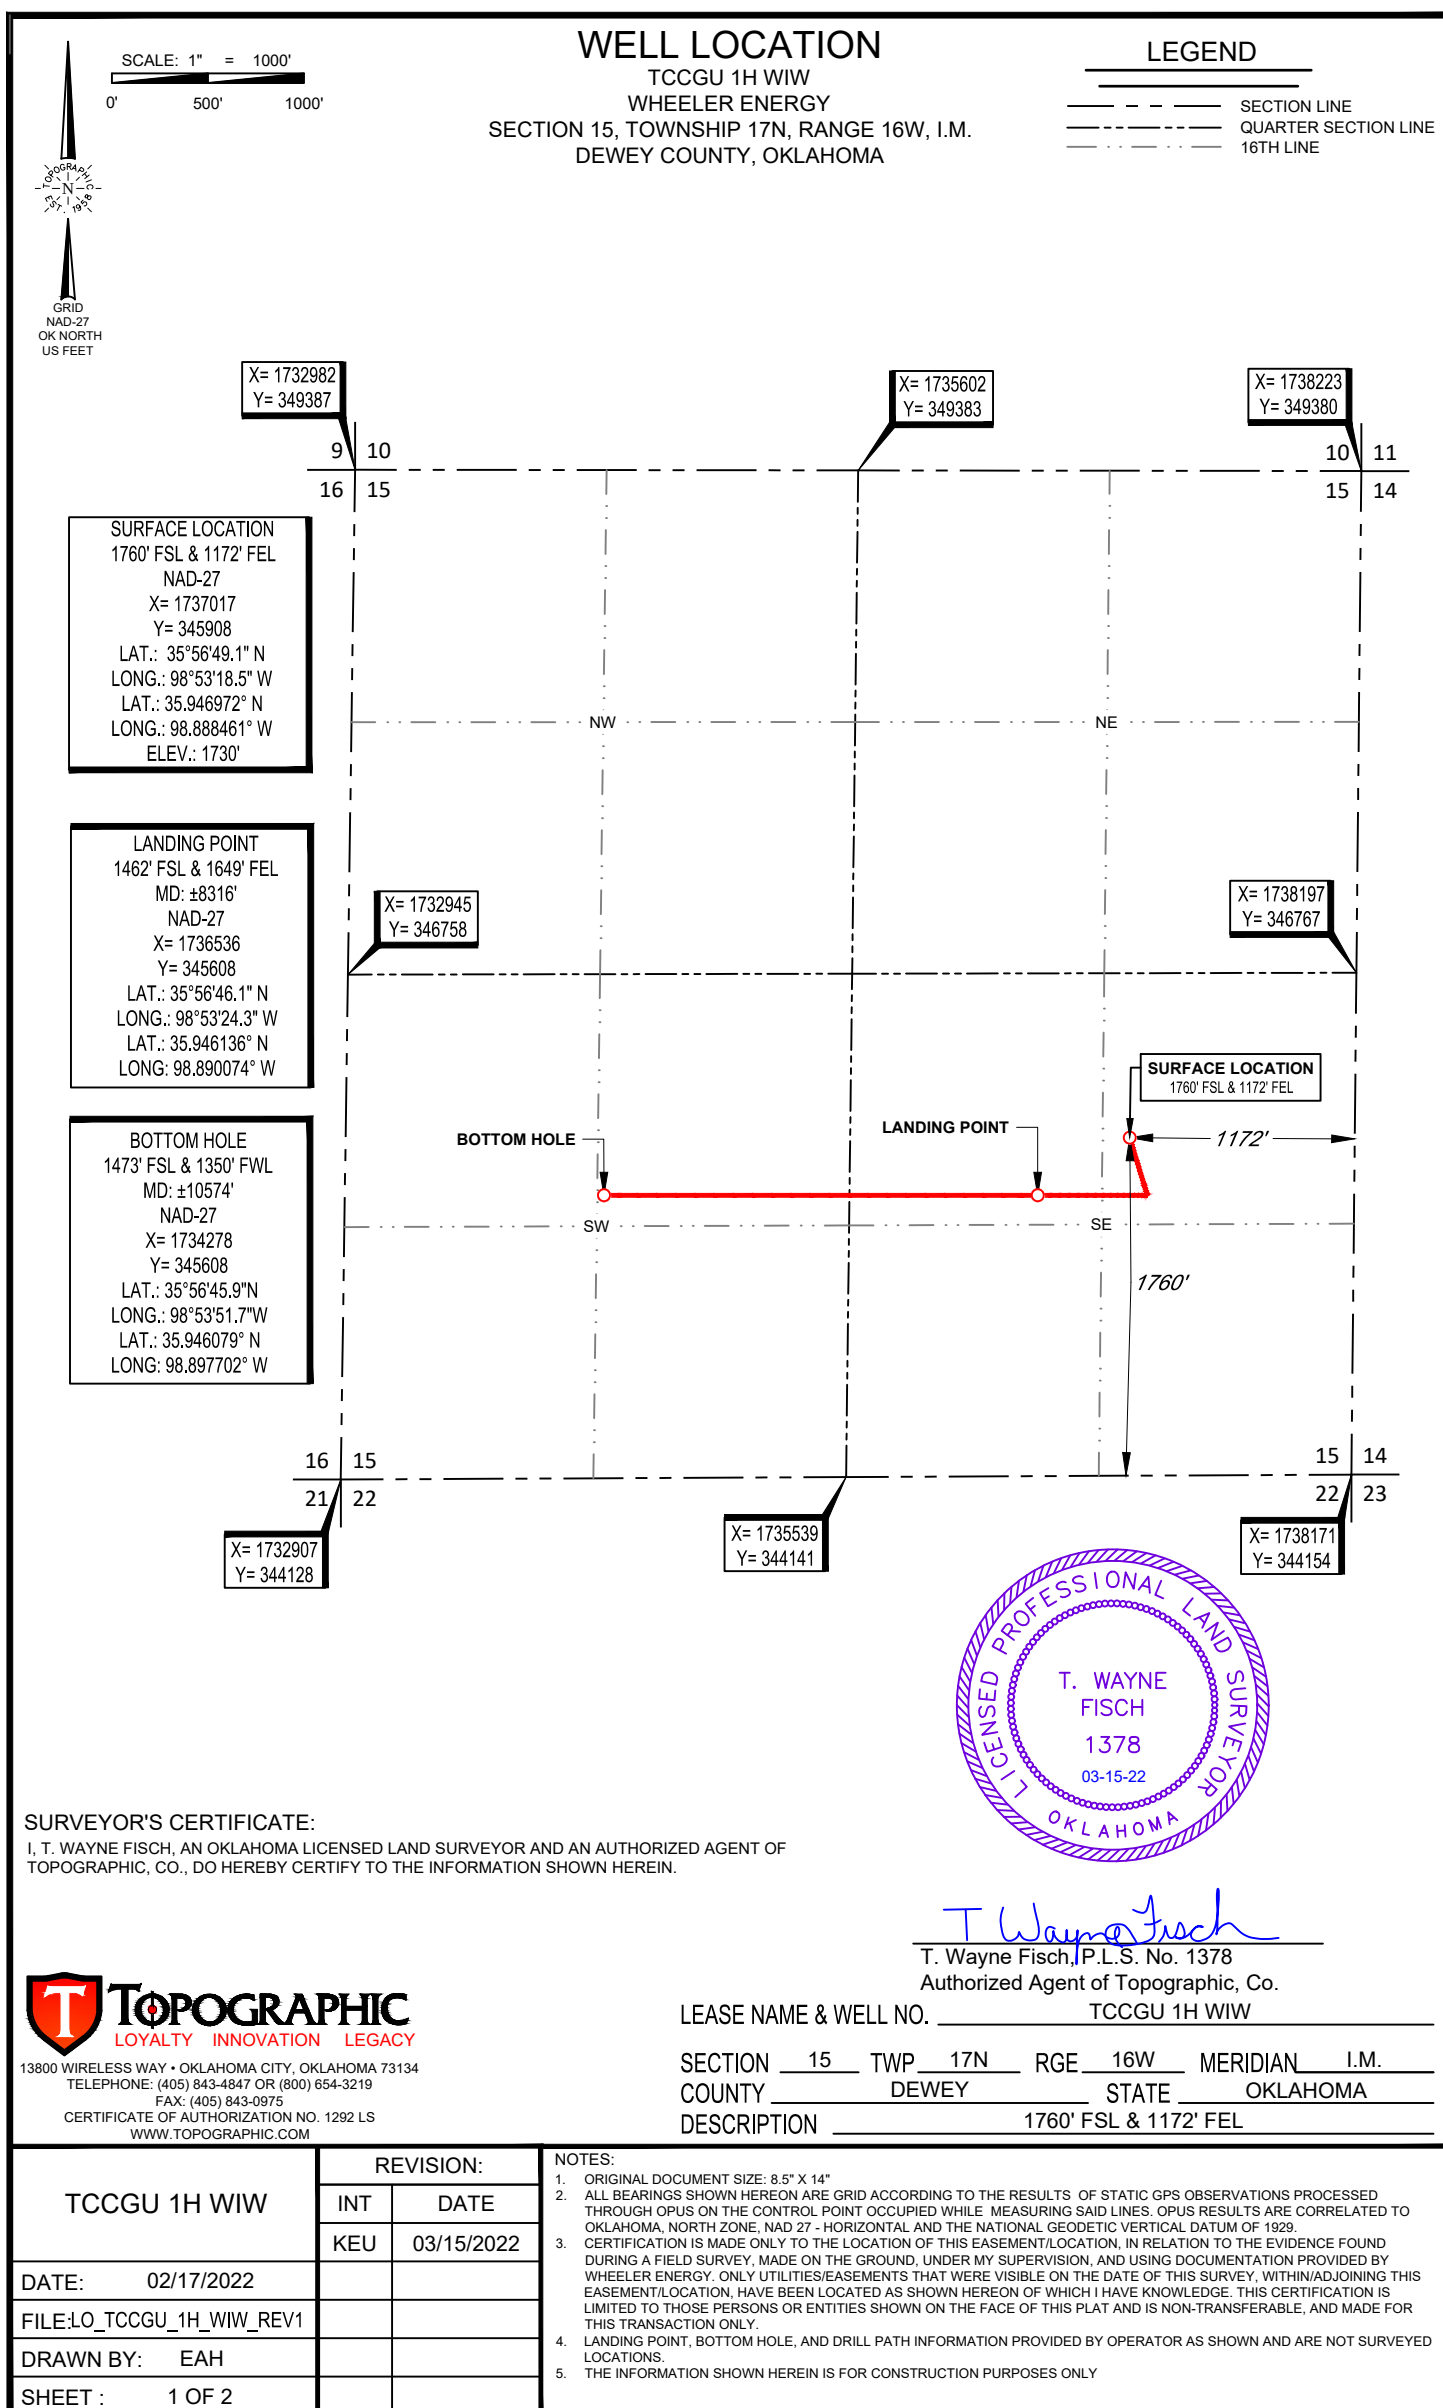 WELL LOCATION
TCCGU 1H WIW
WHEELER ENERGY
SECTION 15, TOWNSHIP 17N, RANGE 16W, I.M.
DEWEY COUNTY, OKLAHOMA
SCALE: 1" = 1000'
0' 500' 1000'
TOPOGRAPHIC
N
EST. 1958
GRID
NAD-27
OK NORTH
US FEET
LEGEND
SECTION LINE
QUARTER SECTION LINE
16TH LINE
X= 1732982
Y= 349387
X= 1735602
Y= 349383
X= 1738223
Y= 349380
9 10
16 15
10 11
15 14
SURFACE LOCATION
1760' FSL & 1172' FEL
NAD-27
X= 1737017
Y= 345908
LAT.: 35°56'49.1" N
LONG.: 98°53'18.5" W
LAT.: 35.946972° N
LONG.: 98.888461° W
ELEV.: 1730'
NW
NE
LANDING POINT
1462' FSL & 1649' FEL
MD: ±8316'
NAD-27
X= 1736536
Y= 345608
LAT.: 35°56'46.1" N
LONG.: 98°53'24.3" W
LAT.: 35.946136° N
LONG: 98.890074° W
X= 1732945
Y= 346758
X= 1738197
Y= 346767
SURFACE LOCATION
1760' FSL & 1172' FEL
BOTTOM HOLE
LANDING POINT
1172'
BOTTOM HOLE
1473' FSL & 1350' FWL
MD: ±10574'
NAD-27
X= 1734278
Y= 345608
LAT.: 35°56'45.9"N
LONG.: 98°53'51.7"W
LAT.: 35.946079° N
LONG: 98.897702° W
SW
SE
1760'
16 15
21 22
15 14
22 23
X= 1732907
Y= 344128
X= 1735539
Y= 344141
X= 1738171
Y= 344154
LICENSED PROFESSIONAL LAND SURVEYOR
T. WAYNE
FISCH
1378
03-15-22
OKLAHOMA
SURVEYOR'S CERTIFICATE:
I, T. WAYNE FISCH, AN OKLAHOMA LICENSED LAND SURVEYOR AND AN AUTHORIZED AGENT OF
TOPOGRAPHIC, CO., DO HEREBY CERTIFY TO THE INFORMATION SHOWN HEREIN.
T Wayne Fisch
T. Wayne Fisch, P.L.S. No. 1378
Authorized Agent of Topographic, Co.
T TOPOGRAPHIC
LOYALTY INNOVATION LEGACY
13800 WIRELESS WAY • OKLAHOMA CITY, OKLAHOMA 73134
TELEPHONE: (405) 843-4847 OR (800) 654-3219
FAX: (405) 843-0975
CERTIFICATE OF AUTHORIZATION NO. 1292 LS
WWW.TOPOGRAPHIC.COM
LEASE NAME & WELL NO. TCCGU 1H WIW
SECTION 15 TWP 17N RGE 16W MERIDIAN I.M.
COUNTY DEWEY STATE OKLAHOMA
DESCRIPTION 1760' FSL & 1172' FEL
TCCGU 1H WIW
REVISION:
INT DATE
KEU 03/15/2022
DATE: 02/17/2022
FILE:LO_TCCGU_1H_WIW_REV1
DRAWN BY: EAH
SHEET : 1 OF 2
NOTES:
1. ORIGINAL DOCUMENT SIZE: 8.5" X 14"
2. ALL BEARINGS SHOWN HEREON ARE GRID ACCORDING TO THE RESULTS OF STATIC GPS OBSERVATIONS PROCESSED
THROUGH OPUS ON THE CONTROL POINT OCCUPIED WHILE MEASURING SAID LINES. OPUS RESULTS ARE CORRELATED TO
OKLAHOMA, NORTH ZONE, NAD 27 - HORIZONTAL AND THE NATIONAL GEODETIC VERTICAL DATUM OF 1929.
3. CERTIFICATION IS MADE ONLY TO THE LOCATION OF THIS EASEMENT/LOCATION, IN RELATION TO THE EVIDENCE FOUND
DURING A FIELD SURVEY, MADE ON THE GROUND, UNDER MY SUPERVISION, AND USING DOCUMENTATION PROVIDED BY
WHEELER ENERGY. ONLY UTILITIES/EASEMENTS THAT WERE VISIBLE ON THE DATE OF THIS SURVEY, WITHIN/ADJOINING THIS
EASEMENT/LOCATION, HAVE BEEN LOCATED AS SHOWN HEREON OF WHICH I HAVE KNOWLEDGE. THIS CERTIFICATION IS
LIMITED TO THOSE PERSONS OR ENTITIES SHOWN ON THE FACE OF THIS PLAT AND IS NON-TRANSFERABLE, AND MADE FOR
THIS TRANSACTION ONLY.
4. LANDING POINT, BOTTOM HOLE, AND DRILL PATH INFORMATION PROVIDED BY OPERATOR AS SHOWN AND ARE NOT SURVEYED
LOCATIONS.
5. THE INFORMATION SHOWN HEREIN IS FOR CONSTRUCTION PURPOSES ONLY